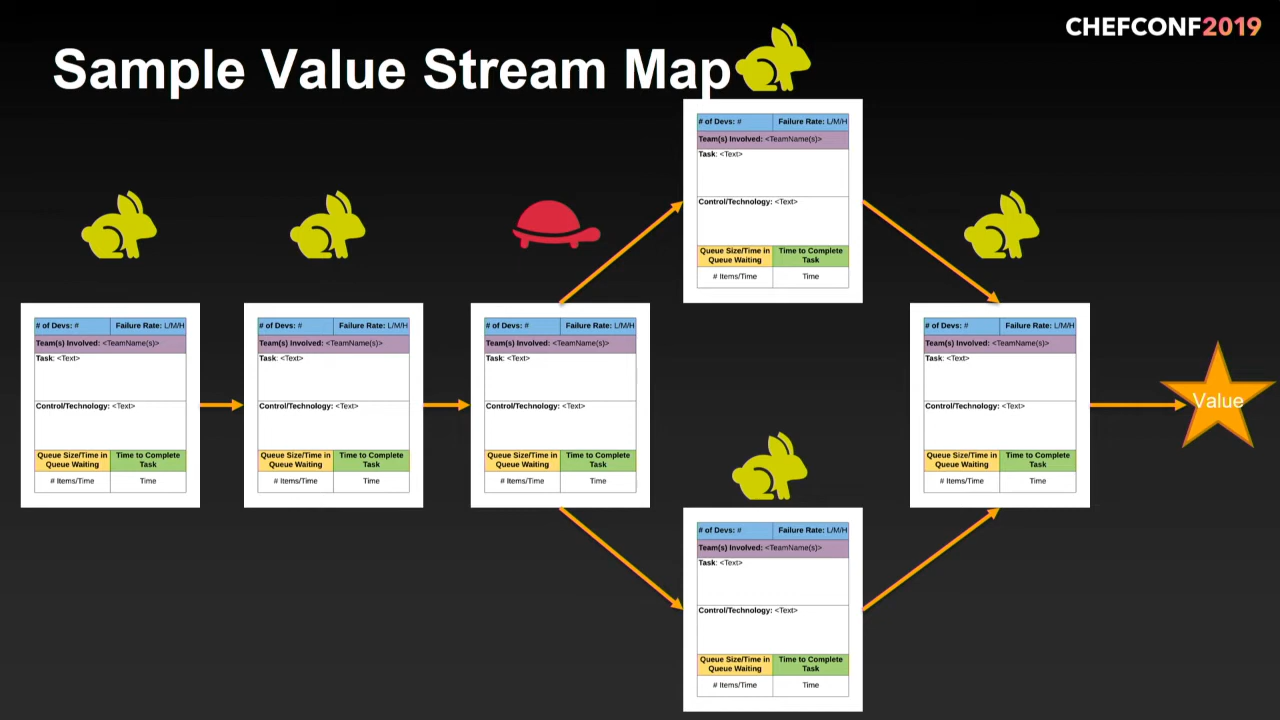 CHEFCONF2019
Sample Value Stream Map
# of Devs: # Failure Rate: L/M/H
Team(s) Involved: <TeamName(s)>
Task: <Text>
Control/Technology: <Text>
Queue Size/Time in
Queue Waiting
Time to Complete
Task
# Items/Time Time
# of Devs: # Failure Rate: L/M/H
Team(s) Involved: <TeamName(s)>
Task: <Text>
Control/Technology: <Text>
Queue Size/Time in
Queue Waiting
Time to Complete
Task
# Items/Time Time
# of Devs: # Failure Rate: L/M/H
Team(s) Involved: <TeamName(s)>
Task: <Text>
Control/Technology: <Text>
Queue Size/Time in
Queue Waiting
Time to Complete
Task
# Items/Time Time
# of Devs: # Failure Rate: L/M/H
Team(s) Involved: <TeamName(s)>
Task: <Text>
Control/Technology: <Text>
Queue Size/Time in
Queue Waiting
Time to Complete
Task
# Items/Time Time
# of Devs: # Failure Rate: L/M/H
Team(s) Involved: <TeamName(s)>
Task: <Text>
Control/Technology: <Text>
Queue Size/Time in
Queue Waiting
Time to Complete
Task
# Items/Time Time
Value
# of Devs: # Failure Rate: L/M/H
Team(s) Involved: <TeamName(s)>
Task: <Text>
Control/Technology: <Text>
Queue Size/Time in
Queue Waiting
Time to Complete
Task
# Items/Time Time